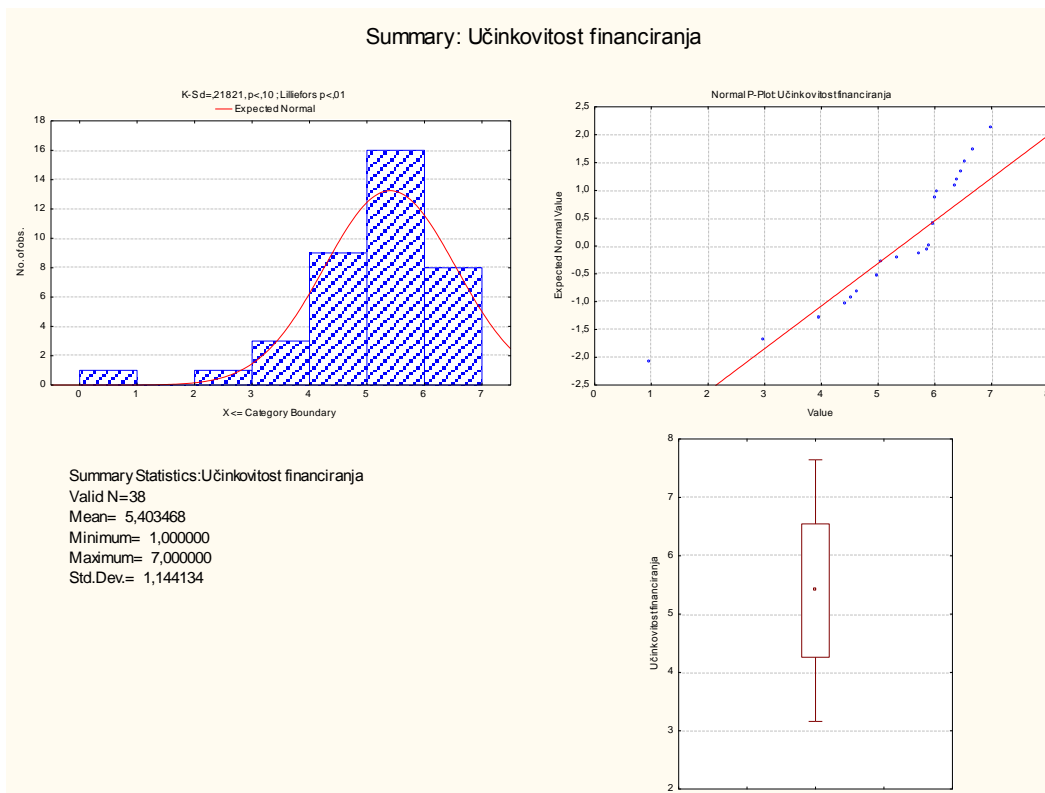 Summary: Učinkovitost financiranja
K-S d=,21821, p<,10 ; Lilliefors p<,01
Expected Normal
18
16
14
12
10
8
6
4
2
0
No. of obs.
0 1 2 3 4 5 6 7
X <= Category Boundary
Normal P-Plot: Učinkovitost financiranja
2,5
2,0
1,5
1,0
0,5
0,0
-0,5
-1,0
-1,5
-2,0
-2,5
Expected Normal Value
0 1 2 3 4 5 6 7 8
Value
Summary Statistics:Učinkovitost financiranja
Valid N=38
Mean= 5,403468
Minimum= 1,000000
Maximum= 7,000000
Std.Dev.= 1,144134
8
7
6
5
4
3
2
Učinkovitost financiranja